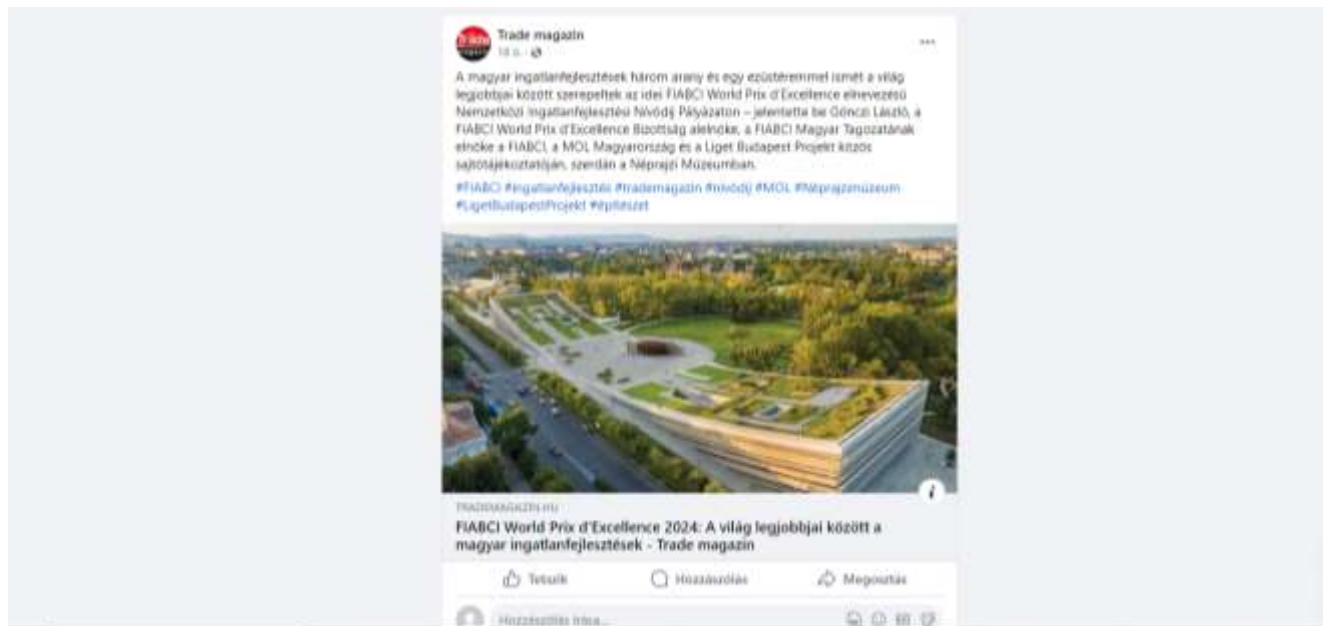 Trade magazin
A magyar ingatlanfejlesztések három arany és egy ezüstéremmel ismét a világ
legjobbjai között szerepeltek az idei FIABCI World Prix d'Excellence elnevezésű
Nemzetközi Ingatlanfejlesztési Nívódíj Pályázaton – jelentette be Gönczi László, a
FIABCI World Prix d'Excellence Bizottság alelnöke, a FIABCI Magyar Tagozatának
elnöke a FIABCI, a MOL Magyarország és a Liget Budapest Projekt közös
sajtótájékoztatóján, szerdán a Néprajzi Múzeumban.
#FIABCI #ingatlanfejlesztés #trademagazin #nívódíj #MOL #Néprajzimúzeum
#LigetBudapestProjekt #építészet
TRADEMAGAZIN.HU
FIABCI World Prix d'Excellence 2024: A világ legjobbjai között a
magyar ingatlanfejlesztések - Trade magazin
Tetszik
Hozzászólás
Megosztás
Hozzászólás írása...